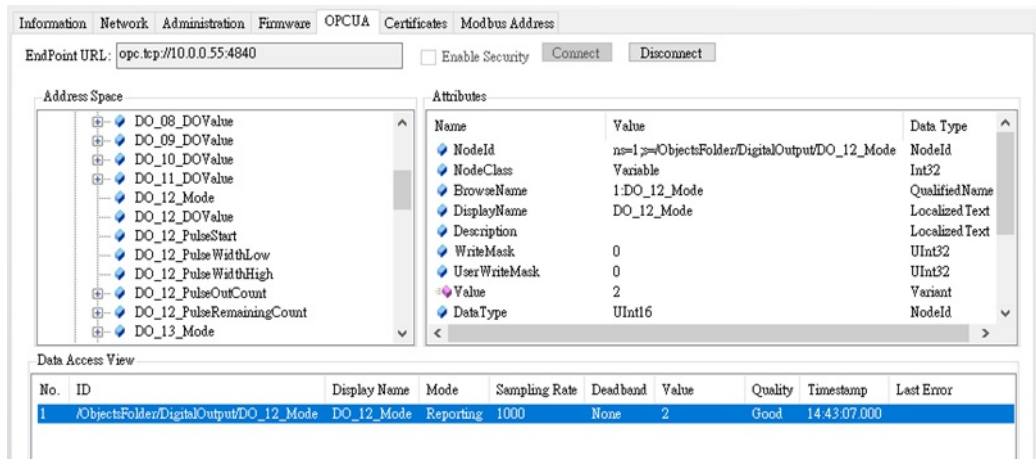 Information Network Administration Firmware OPCUA Certificates Modbus Address
EndPoint URL: opc.tcp://10.0.0.55:4840 Enable Security Connect Disconnect
Address Space
DO_08_DOValue
DO_09_DOValue
DO_10_DOValue
DO_11_DOValue
DO_12_Mode
DO_12_DOValue
DO_12_PulseStart
DO_12_PulseWidthLow
DO_12_PulseWidthHigh
DO_12_PulseOutCount
DO_12_PulseRemainingCount
DO_13_Mode
Attributes
Name Value Data Type
NodeId ns=1;s=/ObjectsFolder/DigitalOutput/DO_12_Mode NodeId
NodeClass Variable Int32
BrowseName 1:DO_12_Mode QualifiedName
DisplayName DO_12_Mode LocalizedText
Description LocalizedText
WriteMask 0 UInt32
UserWriteMask 0 UInt32
Value 2 Variant
DataType UInt16 NodeId
Data Access View
No. ID Display Name Mode Sampling Rate Deadband Value Quality Timestamp Last Error
1 /ObjectsFolder/DigitalOutput/DO_12_Mode DO_12_Mode Reporting 1000 None 2 Good 14:43:07.000